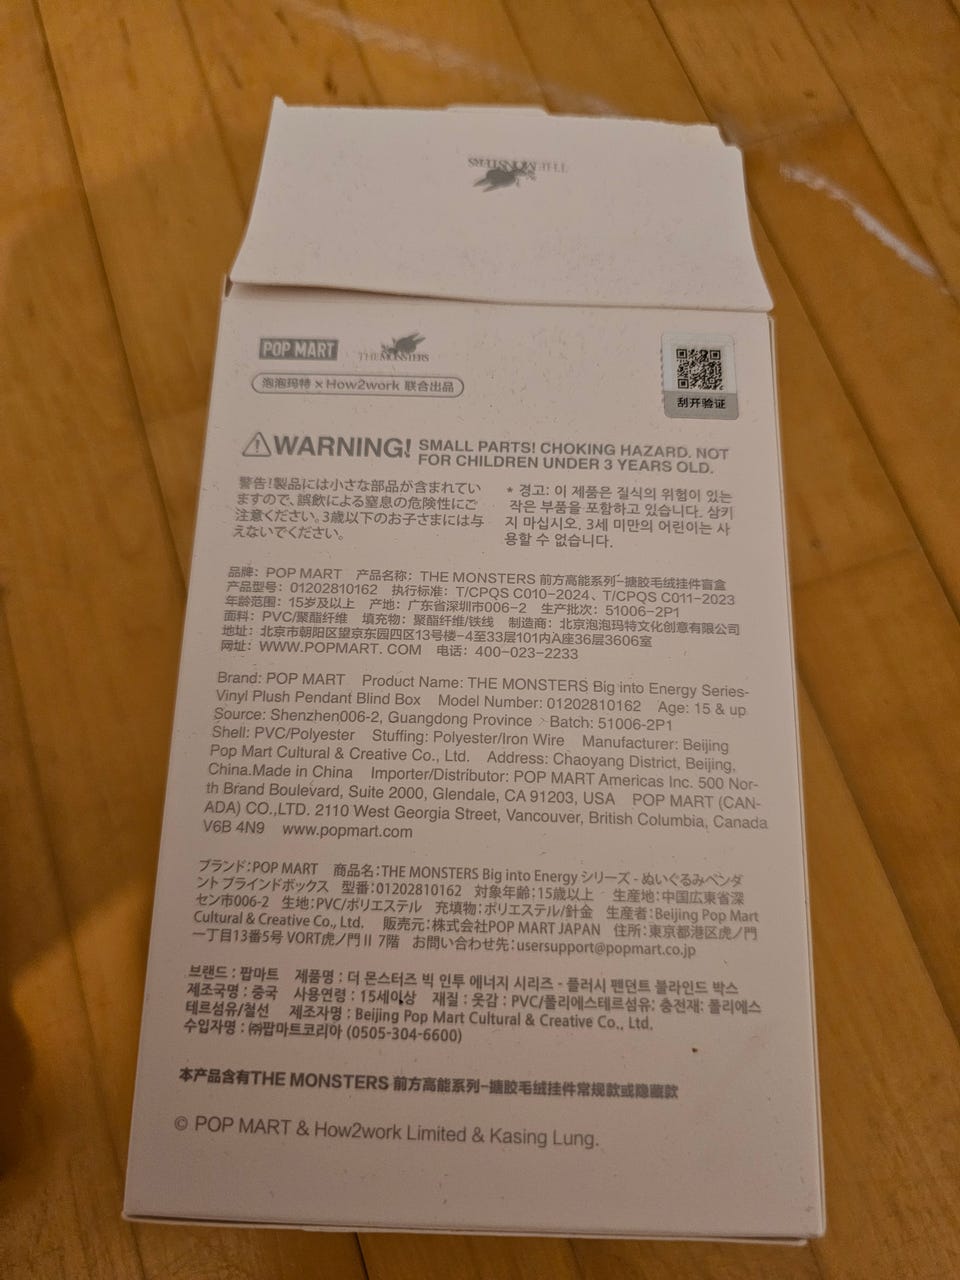 THE MONSTERS
POP MART
THE MONSTERS
泡泡玛特 × How2work 联合出品
刮开验证
WARNING! SMALL PARTS! CHOKING HAZARD. NOT
FOR CHILDREN UNDER 3 YEARS OLD.
警告!製品には小さな部品が含まれてい
ますので、誤飲による窒息の危険性にご
注意ください。3歳以下のお子さまには与
えないでください。
* 경고: 이 제품은 질식의 위험이 있는
작은 부품을 포함하고 있습니다. 삼키
지 마십시오. 3세 미만의 어린이는 사
용할 수 없습니다.
品牌: POP MART 产品名称: THE MONSTERS 前方高能系列-搪胶毛绒挂件盲盒
产品型号: 01202810162 执行标准: T/CPQS C010-2024、T/CPQS C011-2023
年龄范围: 15岁及以上 产地: 广东省深圳市006-2 生产批次: 51006-2P1
面料: PVC/聚酯纤维 填充物: 聚酯纤维/铁线 制造商: 北京泡泡玛特文化创意有限公司
地址: 北京市朝阳区望京东园四区13号楼-4至33层101内A座36层3606室
网址: WWW.POPMART. COM 电话: 400-023-2233
Brand: POP MART Product Name: THE MONSTERS Big into Energy Series-
Vinyl Plush Pendant Blind Box Model Number: 01202810162 Age: 15 & up
Source: Shenzhen006-2, Guangdong Province Batch: 51006-2P1
Shell: PVC/Polyester Stuffing: Polyester/Iron Wire Manufacturer: Beijing
Pop Mart Cultural & Creative Co., Ltd. Address: Chaoyang District, Beijing,
China.Made in China Importer/Distributor: POP MART Americas Inc. 500 Nor-
th Brand Boulevard, Suite 2000, Glendale, CA 91203, USA POP MART (CAN-
ADA) CO.,LTD. 2110 West Georgia Street, Vancouver, British Columbia, Canada
V6B 4N9 www.popmart.com
ブランド:POP MART 商品名:THE MONSTERS Big into Energy シリーズ - ぬいぐるみペンダ
ント ブラインドボックス 型番:01202810162 対象年齢:15歳以上 生産地:中国広東省深
セン市006-2 生地:PVC/ポリエステル 充填物:ポリエステル/針金 生産者:Beijing Pop Mart
Cultural & Creative Co., Ltd. 販売元:株式会社POP MART JAPAN 住所:東京都港区虎ノ門
一丁目13番5号 VORT虎ノ門Ⅱ 7階 お問い合わせ先:usersupport@popmart.co.jp
브랜드 : 팝마트 제품명 : 더 몬스터즈 빅 인투 에너지 시리즈 - 플러시 펜던트 블라인드 박스
제조국명 : 중국 사용연령 : 15세이상 재질 : 옷감 : PVC/폴리에스테르섬유; 충전재: 폴리에스
테르섬유/철선 제조자명 : Beijing Pop Mart Cultural & Creative Co., Ltd.
수입자명 : ㈜팝마트코리아 (0505-304-6600)
本产品含有THE MONSTERS 前方高能系列-搪胶毛绒挂件常规款或隐藏款
© POP MART & How2work Limited & Kasing Lung.